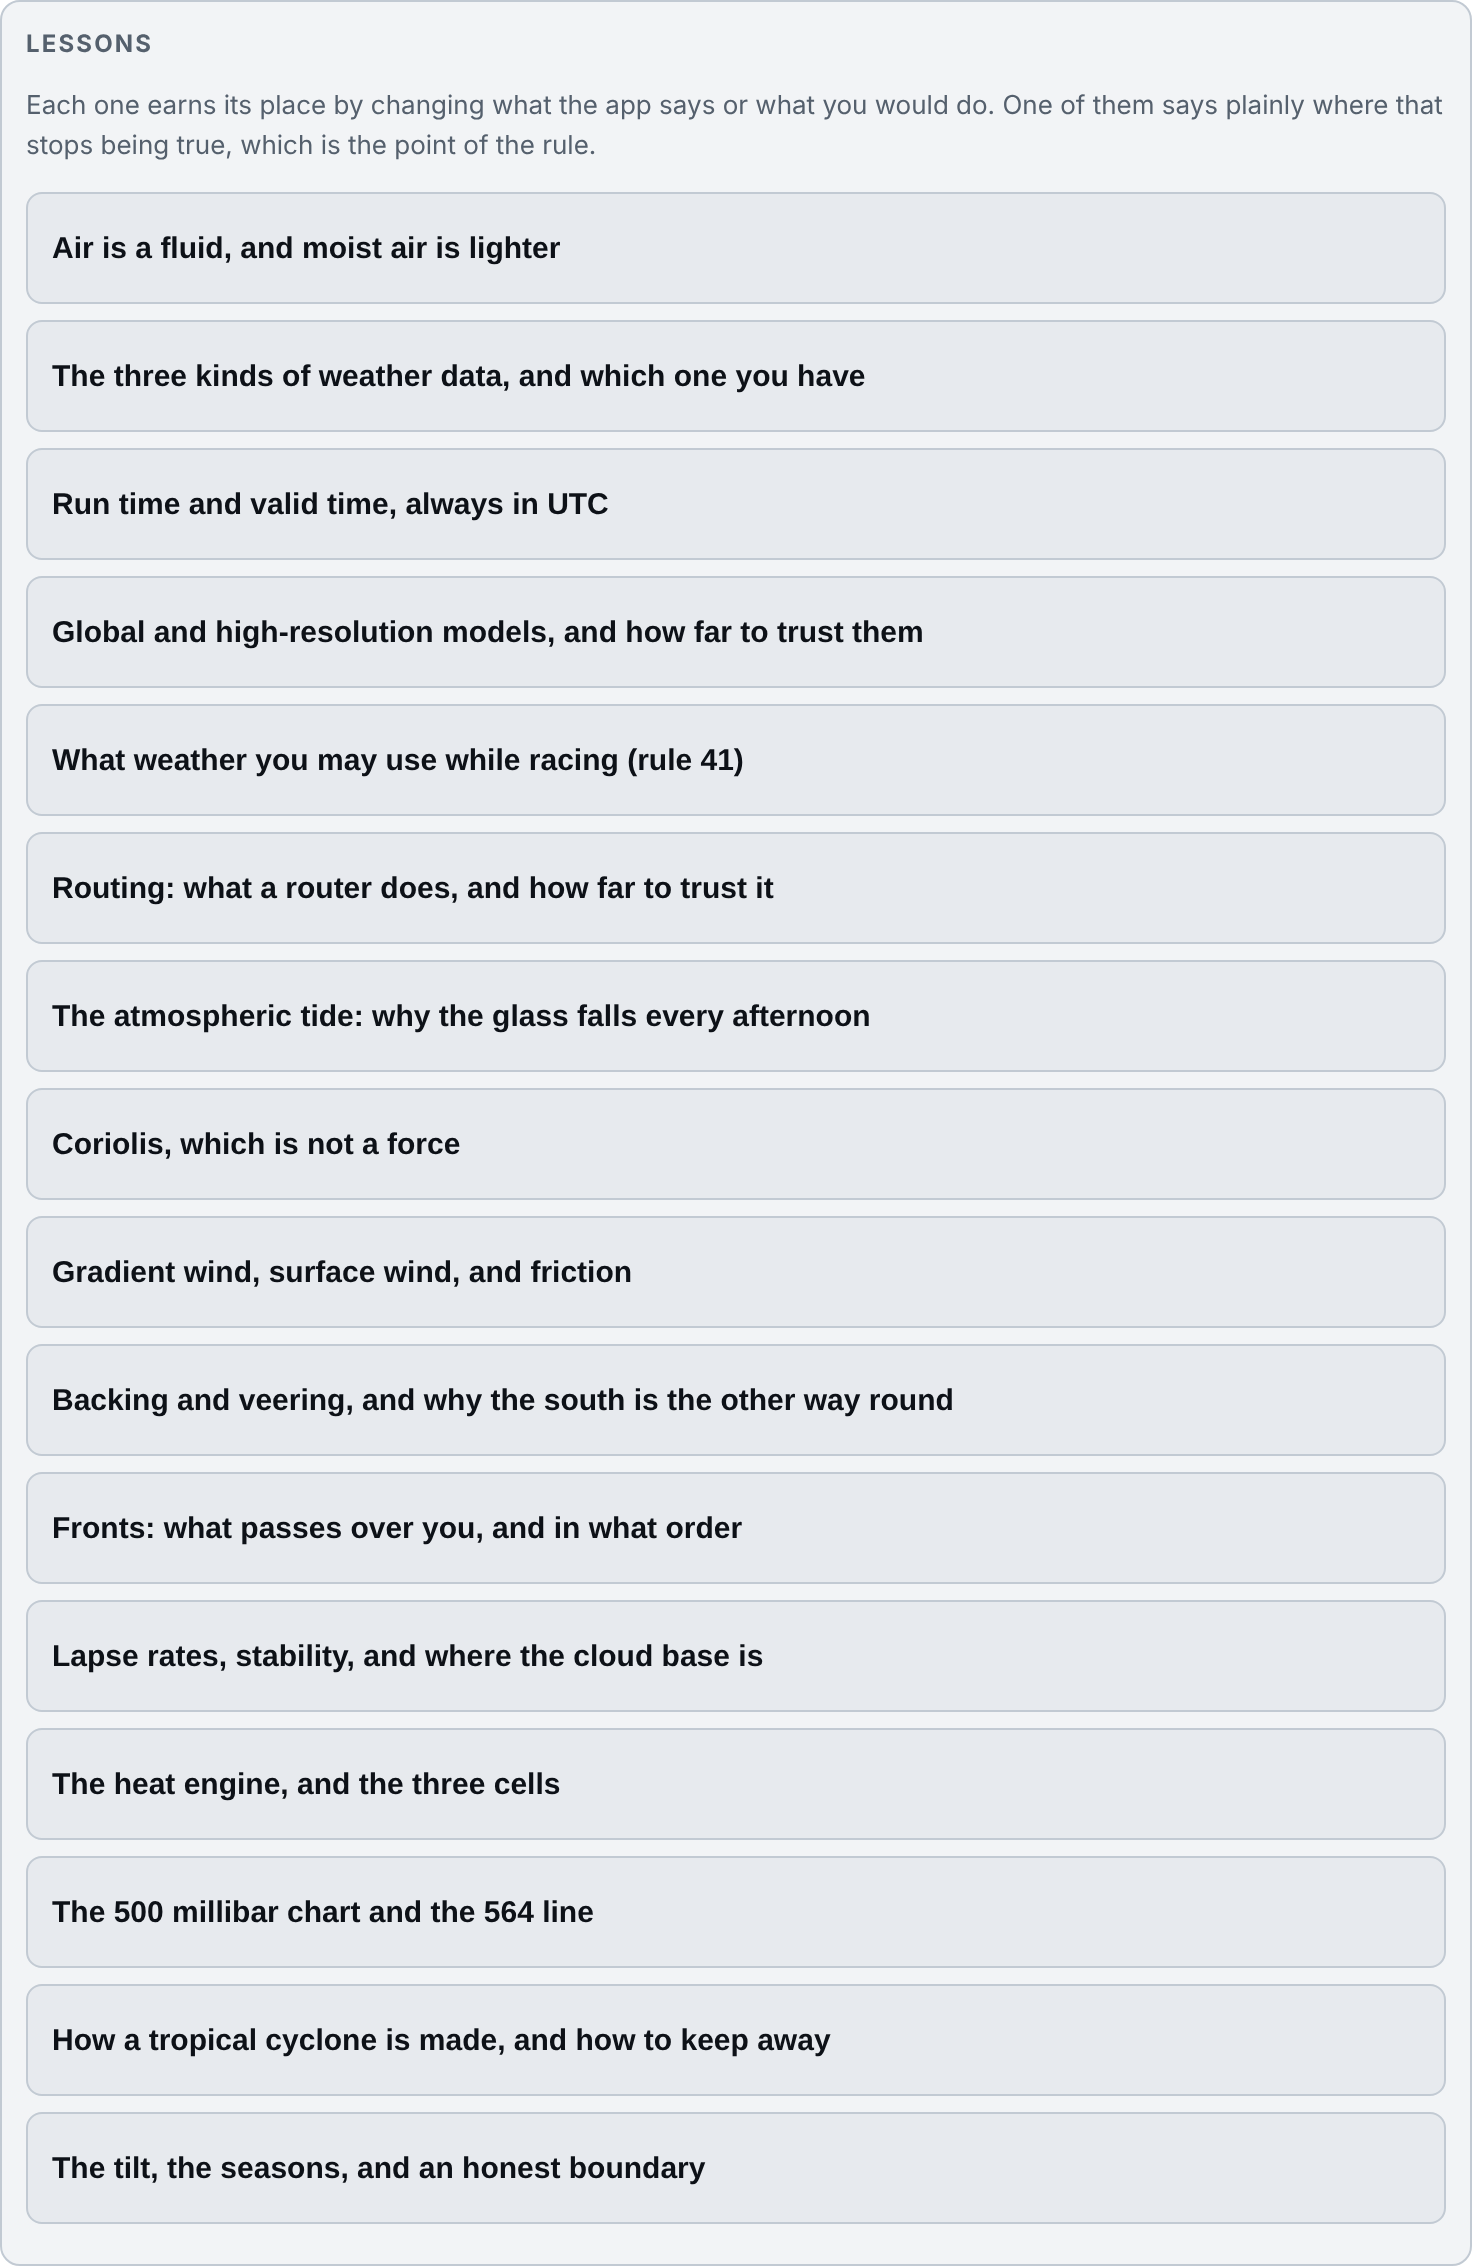 LESSONS
Each one earns its place by changing what the app says or what you would do. One of them says plainly where that
stops being true, which is the point of the rule.
Air is a fluid, and moist air is lighter
The three kinds of weather data, and which one you have
Run time and valid time, always in UTC
Global and high-resolution models, and how far to trust them
What weather you may use while racing (rule 41)
Routing: what a router does, and how far to trust it
The atmospheric tide: why the glass falls every afternoon
Coriolis, which is not a force
Gradient wind, surface wind, and friction
Backing and veering, and why the south is the other way round
Fronts: what passes over you, and in what order
Lapse rates, stability, and where the cloud base is
The heat engine, and the three cells
The 500 millibar chart and the 564 line
How a tropical cyclone is made, and how to keep away
The tilt, the seasons, and an honest boundary